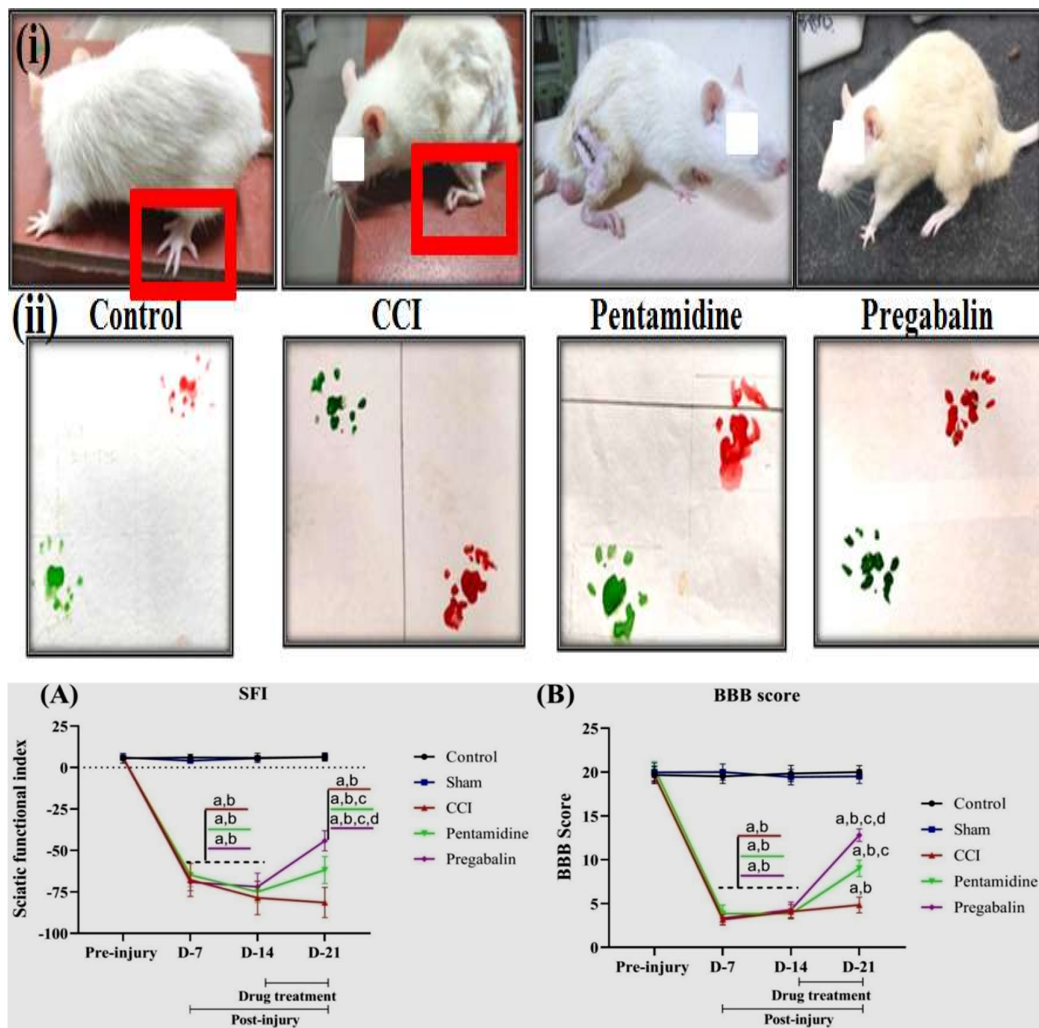 (i)
(ii)
Control
CCI
Pentamidine
Pregabalin
(A)
SFI
Sciatic functional index
25
0
-25
-50
-75
-100
Pre-injury
D-7
D-14
D-21
Drug treatment
Post-injury
a,b
a,b
a,b
a,b
a,b,c
a,b,c,d
Control
Sham
CCI
Pentamidine
Pregabalin
(B)
BBB score
BBB Score
25
20
15
10
5
0
Pre-injury
D-7
D-14
D-21
Drug treatment
Post-injury
a,b
a,b
a,b
a,b,c,d
a,b,c
a,b
Control
Sham
CCI
Pentamidine
Pregabalin